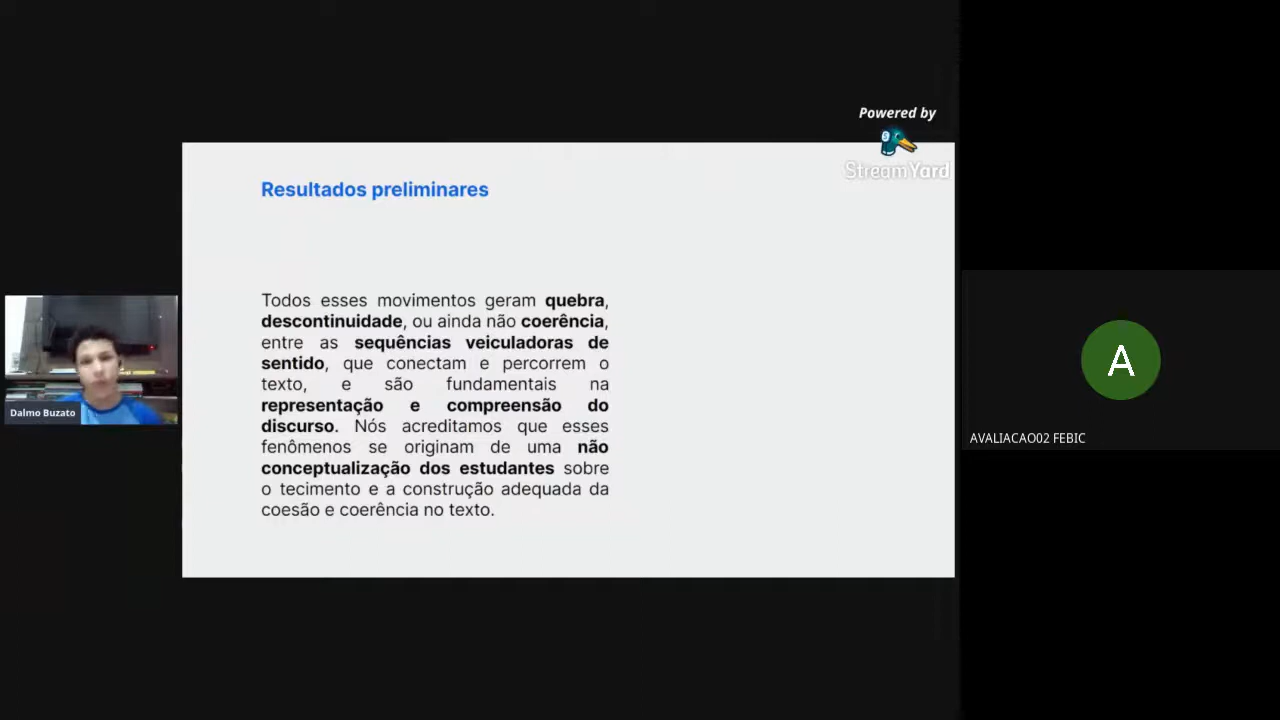 Powered by
StreamYard
Resultados preliminares
Todos esses movimentos geram quebra,
descontinuidade, ou ainda não coerência,
entre as sequências veiculadoras de
sentido, que conectam e percorrem o
texto, e são fundamentais na
representação e compreensão do
discurso. Nós acreditamos que esses
fenômenos se originam de uma não
conceptualização dos estudantes sobre
o tecimento e a construção adequada da
coesão e coerência no texto.
Dalmo Buzato
A
AVALIACAO02 FEBIC